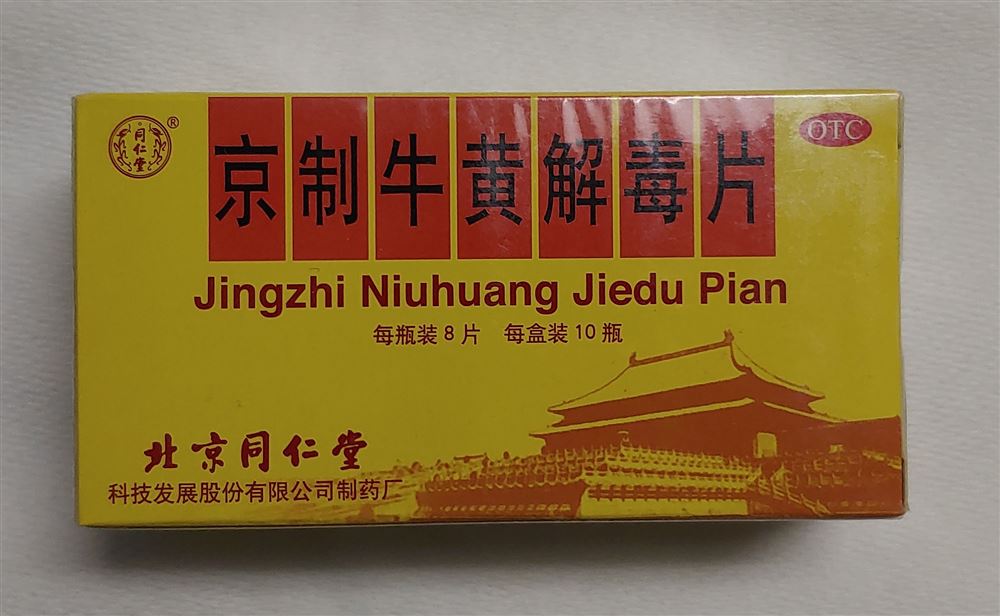 同仁堂
®
京制牛黄解毒片
OTC
Jingzhi Niuhuang Jiedu Pian
每瓶装8片 每盒装10瓶
北京同仁堂
科技发展股份有限公司制药厂